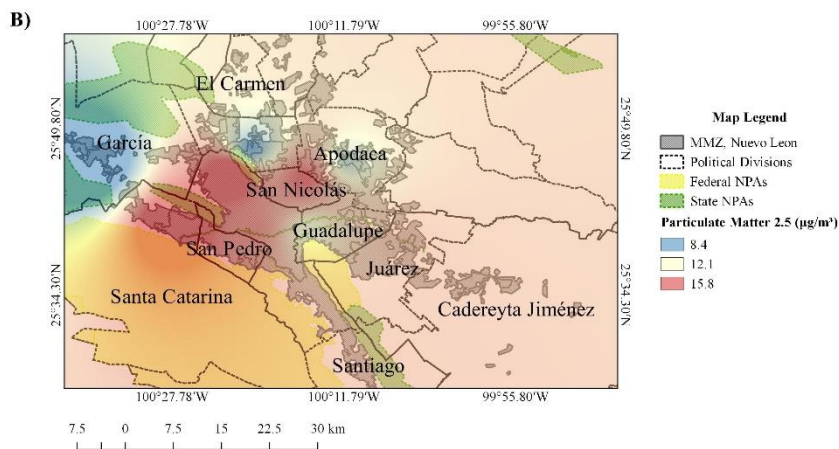 B)
100°27.78'W 100°11.79'W 99°55.80'W
25°49.80'N
25°34.30'N
El Carmen
García
Apodaca
San Nicolás
Guadalupe
San Pedro
Juárez
Santa Catarina
Cadereyta Jiménez
Santiago
25°49.80'N
25°34.30'N
100°27.78'W 100°11.79'W 99°55.80'W
7.5 0 7.5 15 22.5 30 km
Map Legend
MMZ, Nuevo Leon
Political Divisions
Federal NPAs
State NPAs
Particulate Matter 2.5 (μg/m³)
8.4
12.1
15.8